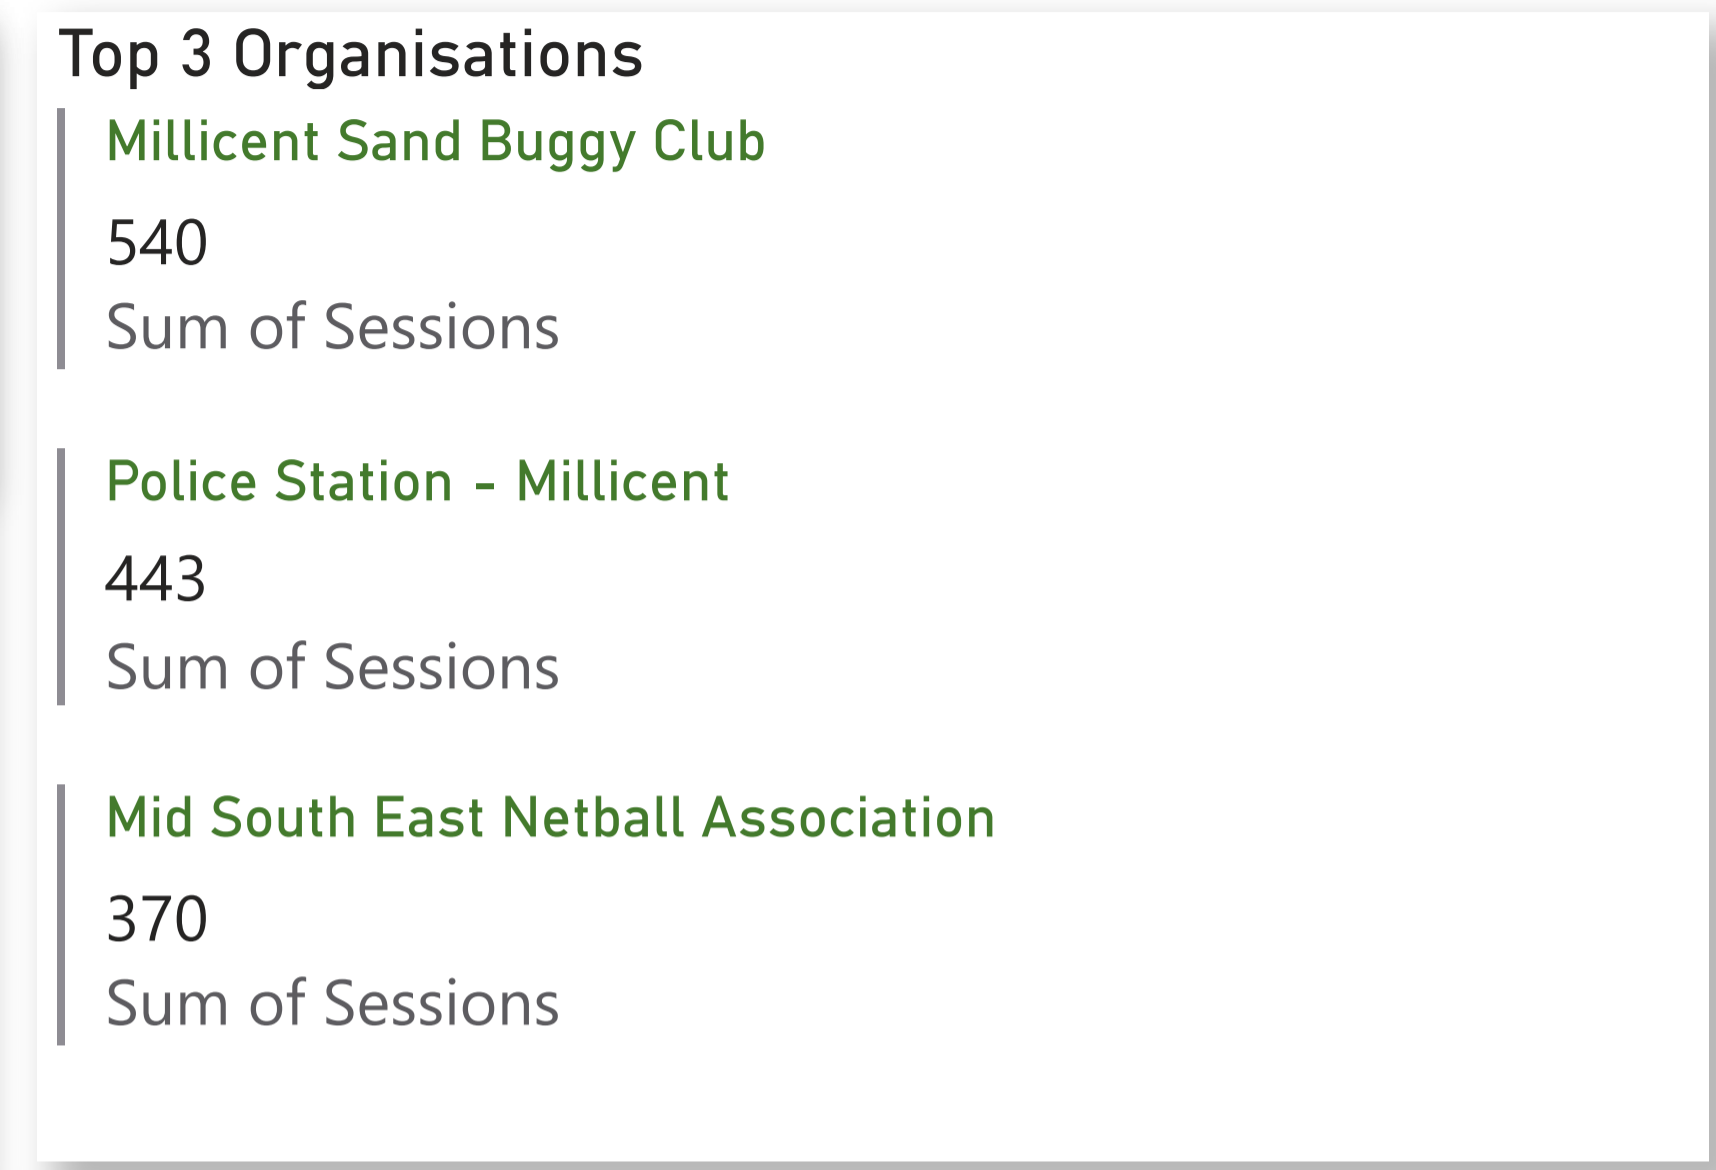 Top 3 Organisations
Millicent Sand Buggy Club
540
Sum of Sessions
Police Station - Millicent
443
Sum of Sessions
Mid South East Netball Association
370
Sum of Sessions